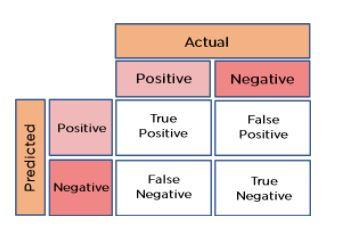 Actual
Positive
Negative
Predicted
Positive
True
Positive
False
Positive
Negative
False
Negative
True
Negative